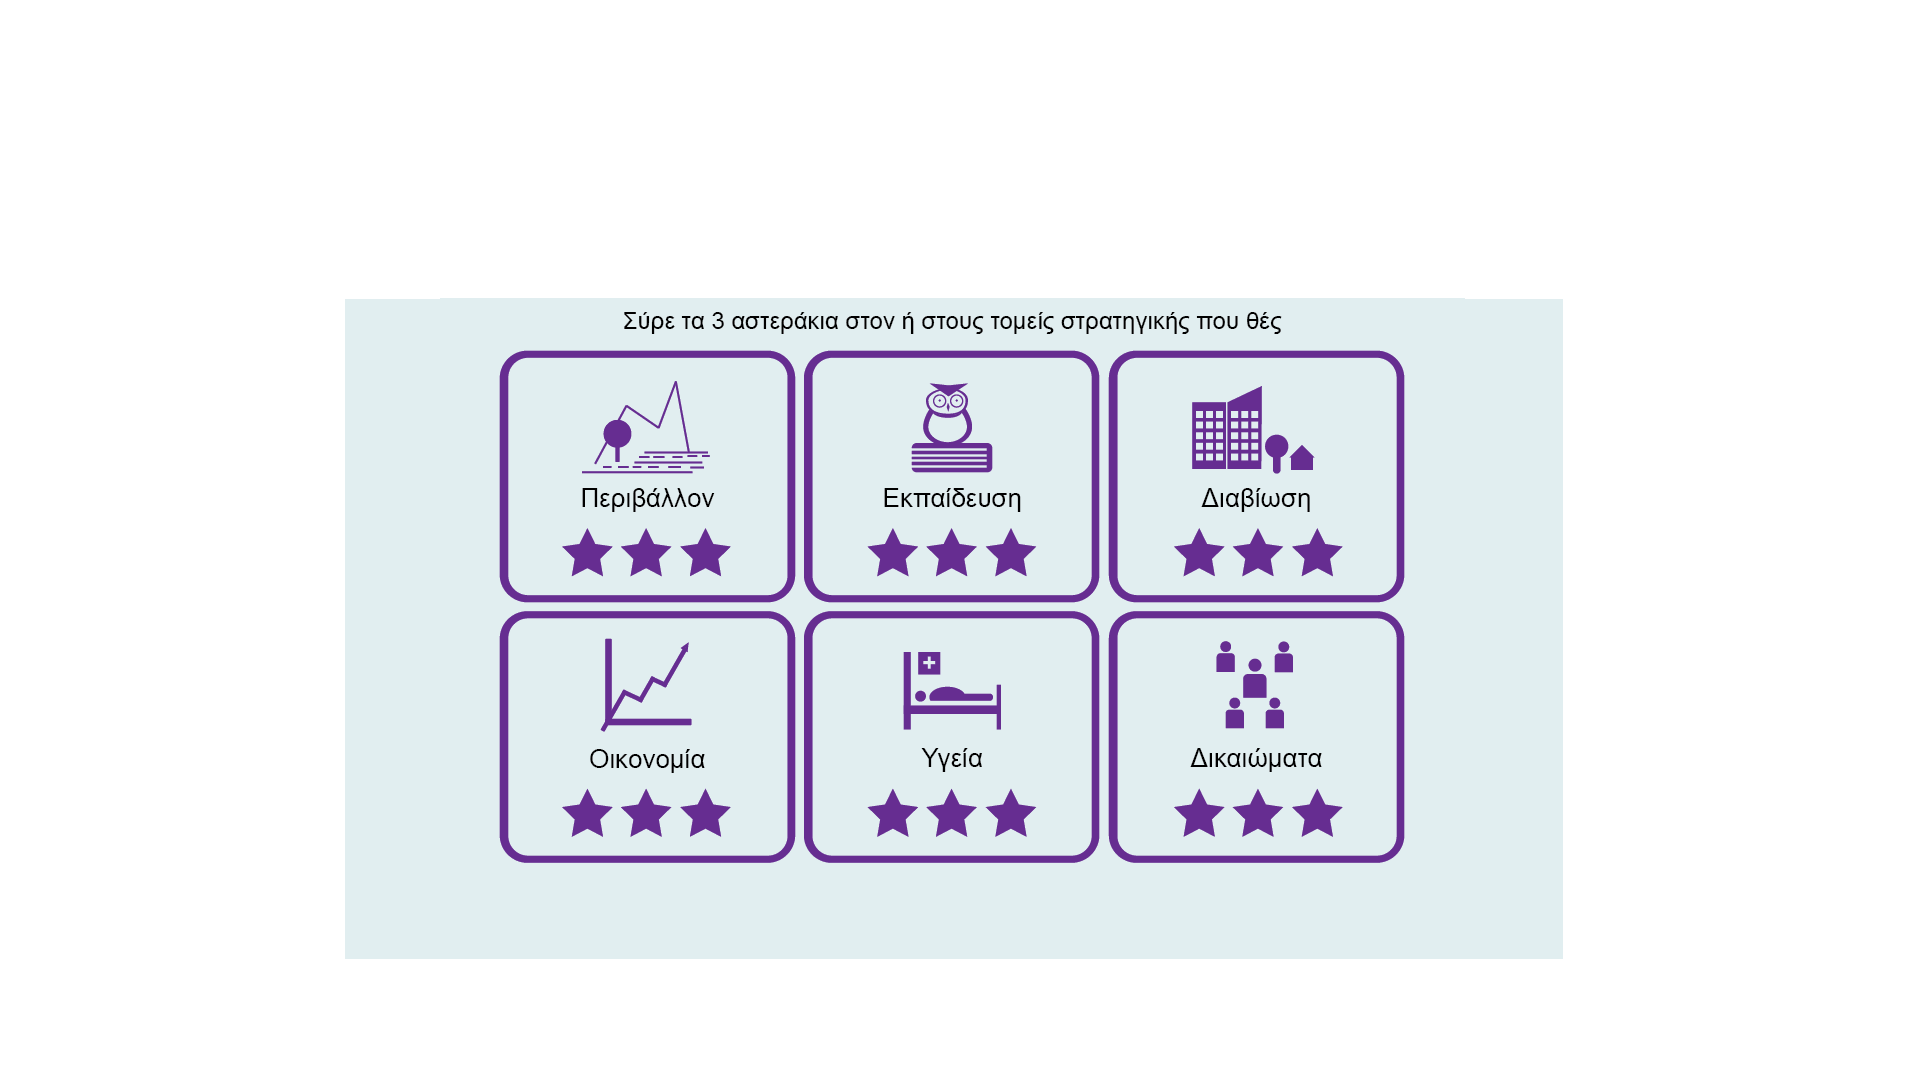 Σύρε τα 3 αστεράκια στον ή στους τομείς στρατηγικής που θές
Περιβάλλον
Εκπαίδευση
Διαβίωση
Οικονομία
Υγεία
Δικαιώματα